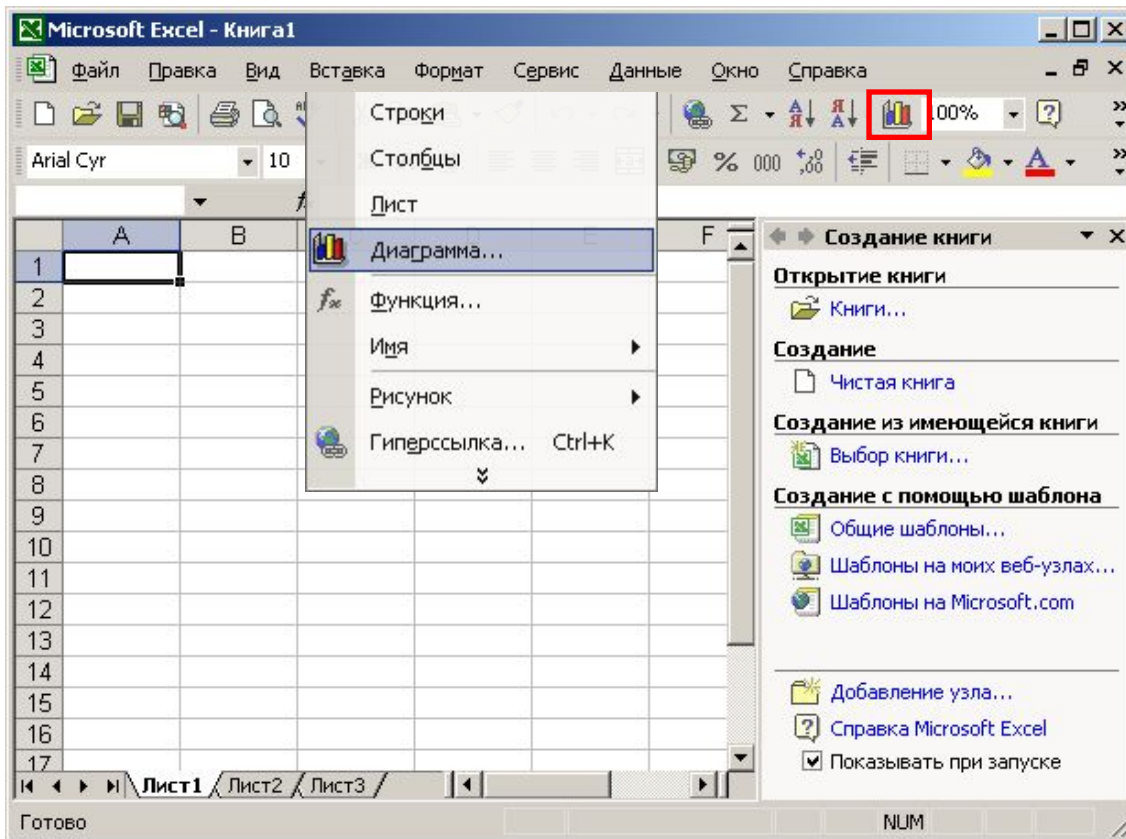 Microsoft Excel - Книга1
Файл Правка Вид Вставка Формат Сервис Данные Окно Справка
Σ 100%
Arial Cyr 10 % 000
A B F
1
2
3
4
5
6
7
8
9
10
11
12
13
14
15
16
17
Строки
Столбцы
Лист
Диаграмма...
Функция...
Имя
Рисунок
Гиперссылка... Ctrl+K
Создание книги
Открытие книги
Книги...
Создание
Чистая книга
Создание из имеющейся книги
Выбор книги...
Создание с помощью шаблона
Общие шаблоны...
Шаблоны на моих веб-узлах...
Шаблоны на Microsoft.com
Добавление узла...
Справка Microsoft Excel
Показывать при запуске
Лист1 Лист2 Лист3
Готово NUM